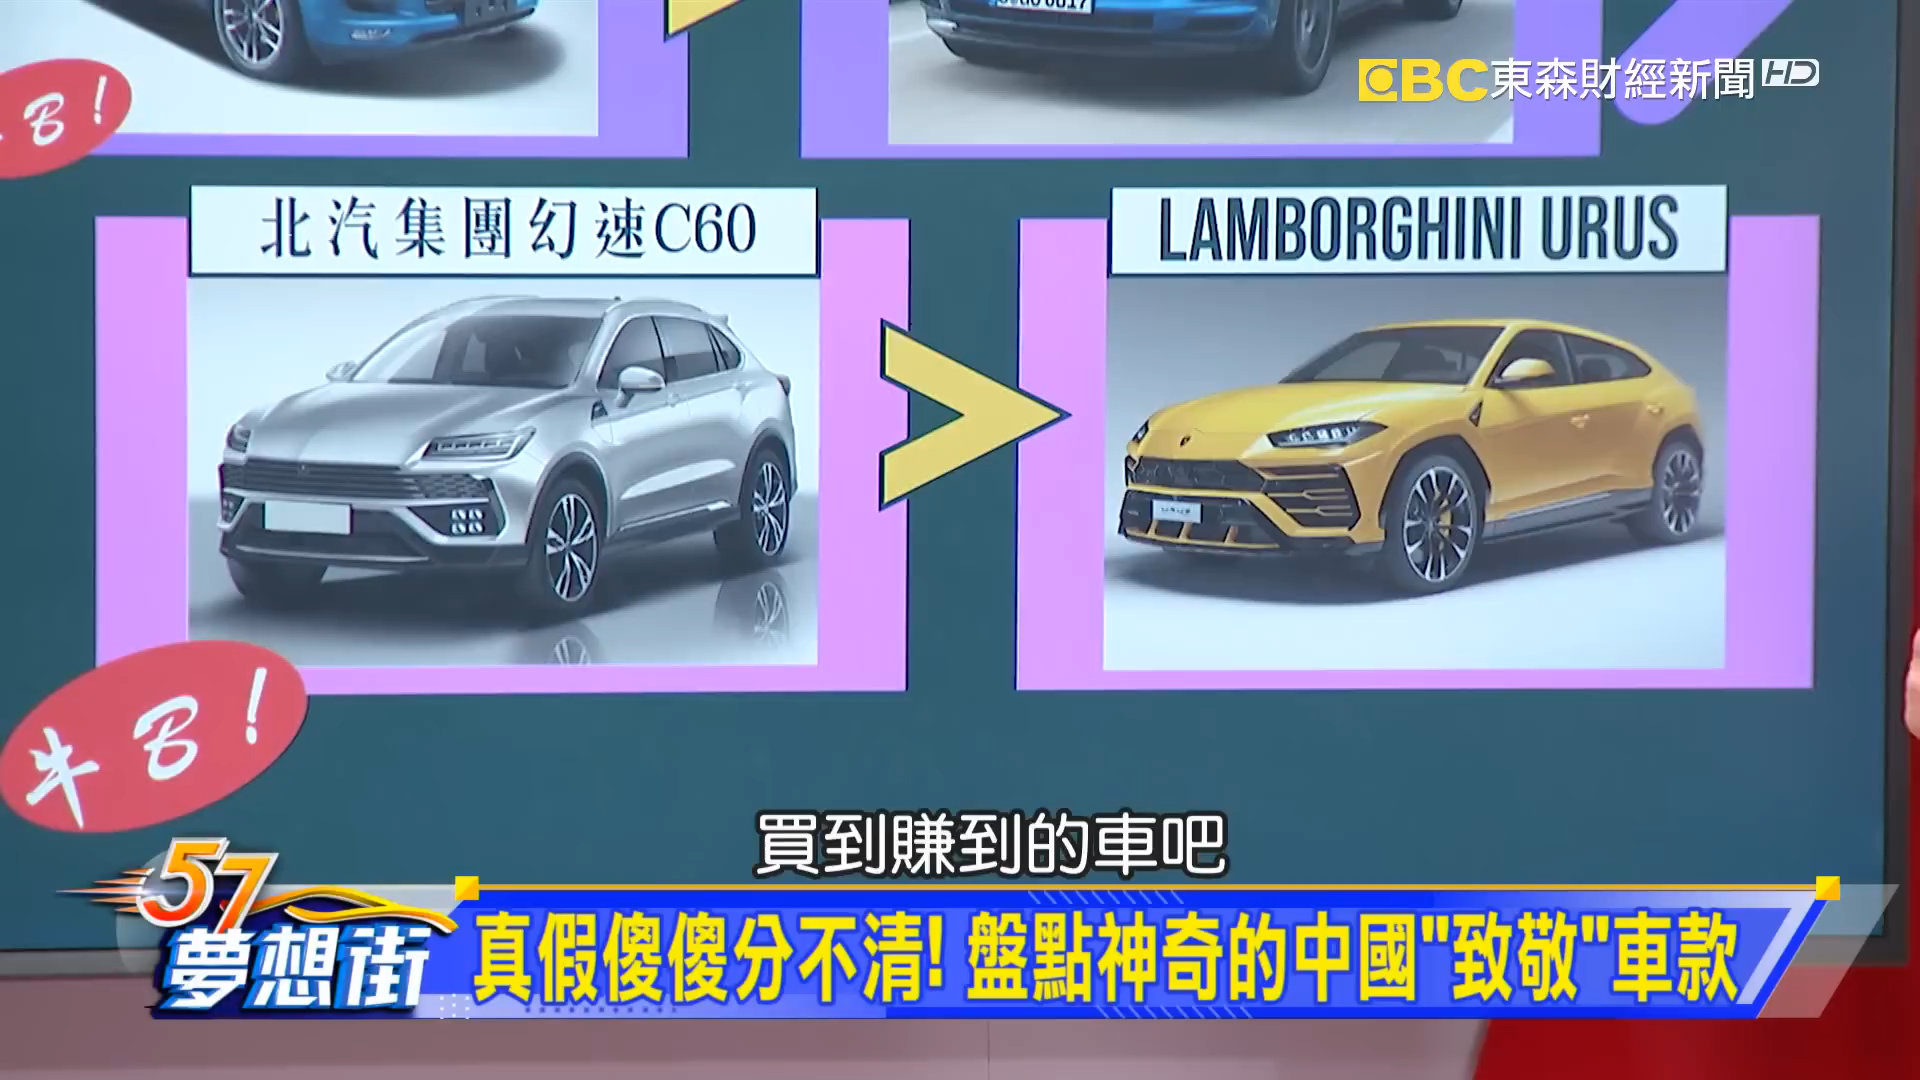 EBC東森財經新聞HD
B!
北汽集團幻速C60
LAMBORGHINI URUS
牛B!
買到賺到的車吧
57夢想街
真假傻傻分不清! 盤點神奇的中國"致敬"車款